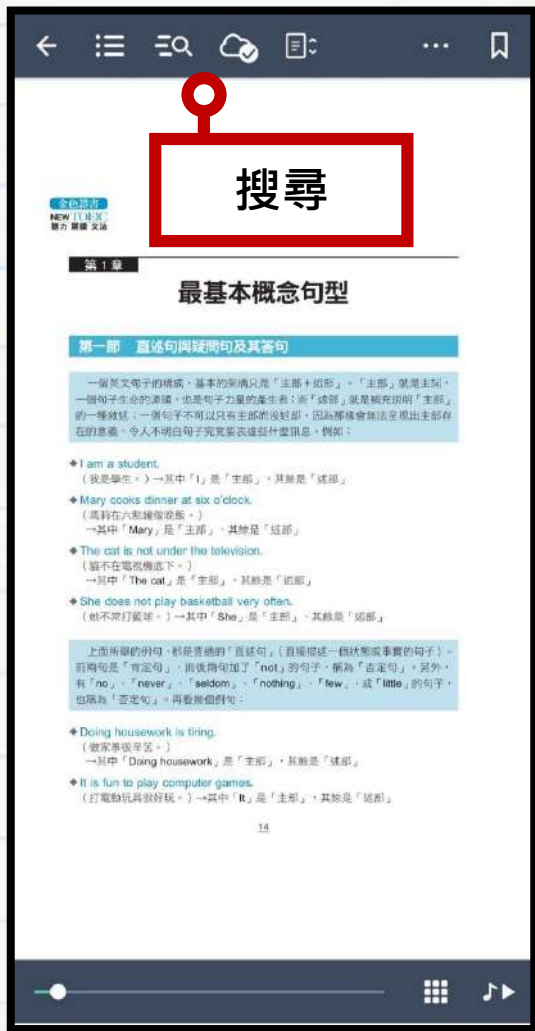 搜尋
金色證書
NEW TOEIC
聽力 閱讀 文法
第 1 章
最基本概念句型
第一節 直述句與疑問句及其答句
一個英文句子的構成,基本的架構只是「主部+述部」。「主部」就是主詞,
一個句子生命的源頭,也是句子力量的產生者;而「述部」就是補充說明「主部」
的一種敘述;一個句子不可以只有主部而沒述部,因為那樣會無法呈現出主部存
在的意義,令人不明白句子究竟要表達些什麼訊息。例如:
◆ I am a student.
(我是學生。)→其中「I」是「主部」,其餘是「述部」
◆ Mary cooks dinner at six o'clock.
(瑪莉在六點鐘做晚飯。)
→其中「Mary」是「主部」,其餘是「述部」
◆ The cat is not under the television.
(貓不在電視機底下。)
→其中「The cat」是「主部」,其餘是「述部」
◆ She does not play basketball very often.
(她不常打籃球。)→其中「She」是「主部」,其餘是「述部」
上面所舉的例句,都是普通的「直述句」(直接描述一個狀態或事實的句子)。
前兩句是「肯定句」,而後兩句加了「not」的句子,稱為「否定句」。另外,
有「no」、「never」、「seldom」、「nothing」、「few」、或「little」的句子,
也稱為「否定句」。再看幾個例句:
◆ Doing housework is tiring.
(做家事很辛苦。)
→其中「Doing housework」是「主部」,其餘是「述部」
◆ It is fun to play computer games.
(打電動玩具很好玩。)→其中「It」是「主部」,其餘是「述部」
14